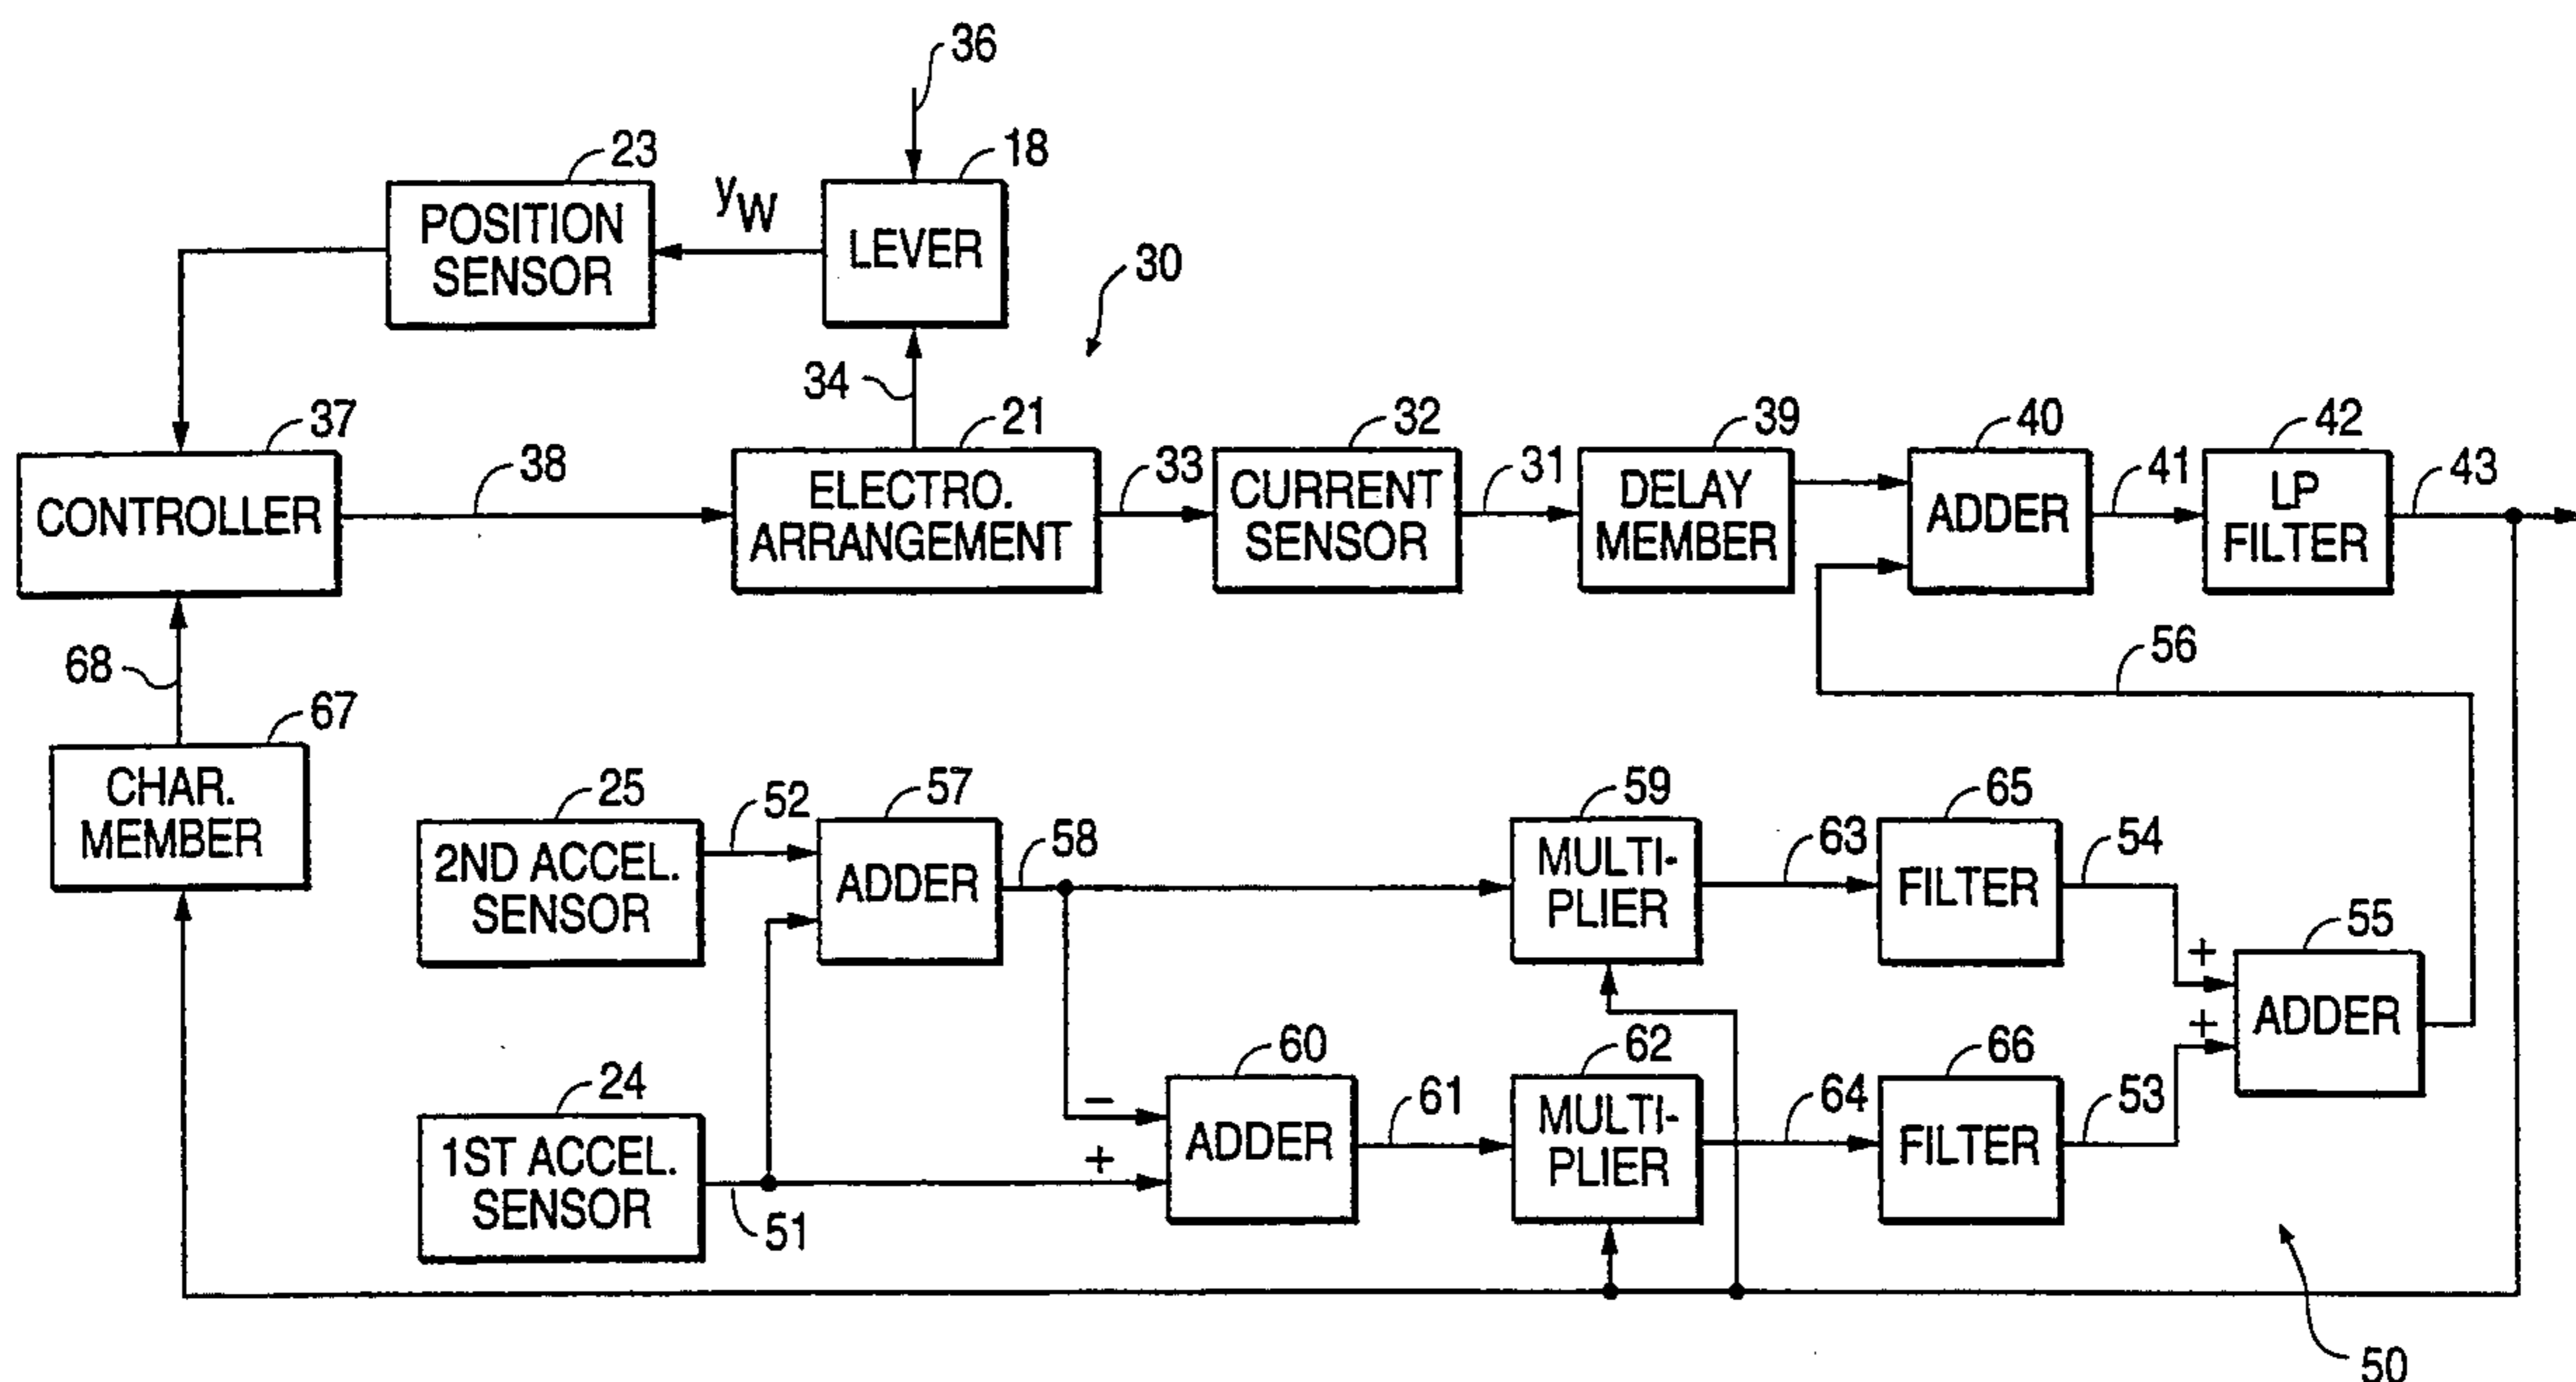 36
23
18
POSITION
SENSOR
yW
LEVER
30
34
37
38
21
33
32
31
39
40
41
42
43
CONTROLLER
ELECTRO.
ARRANGEMENT
CURRENT
SENSOR
DELAY
MEMBER
ADDER
LP
FILTER
68
56
67
CHAR.
MEMBER
25
52
57
58
59
63
65
54
2ND ACCEL.
SENSOR
ADDER
MULTI-
PLIER
FILTER
55
+
+
ADDER
24
60
61
62
64
66
53
1ST ACCEL.
SENSOR
51
−
+
ADDER
MULTI-
PLIER
FILTER
50